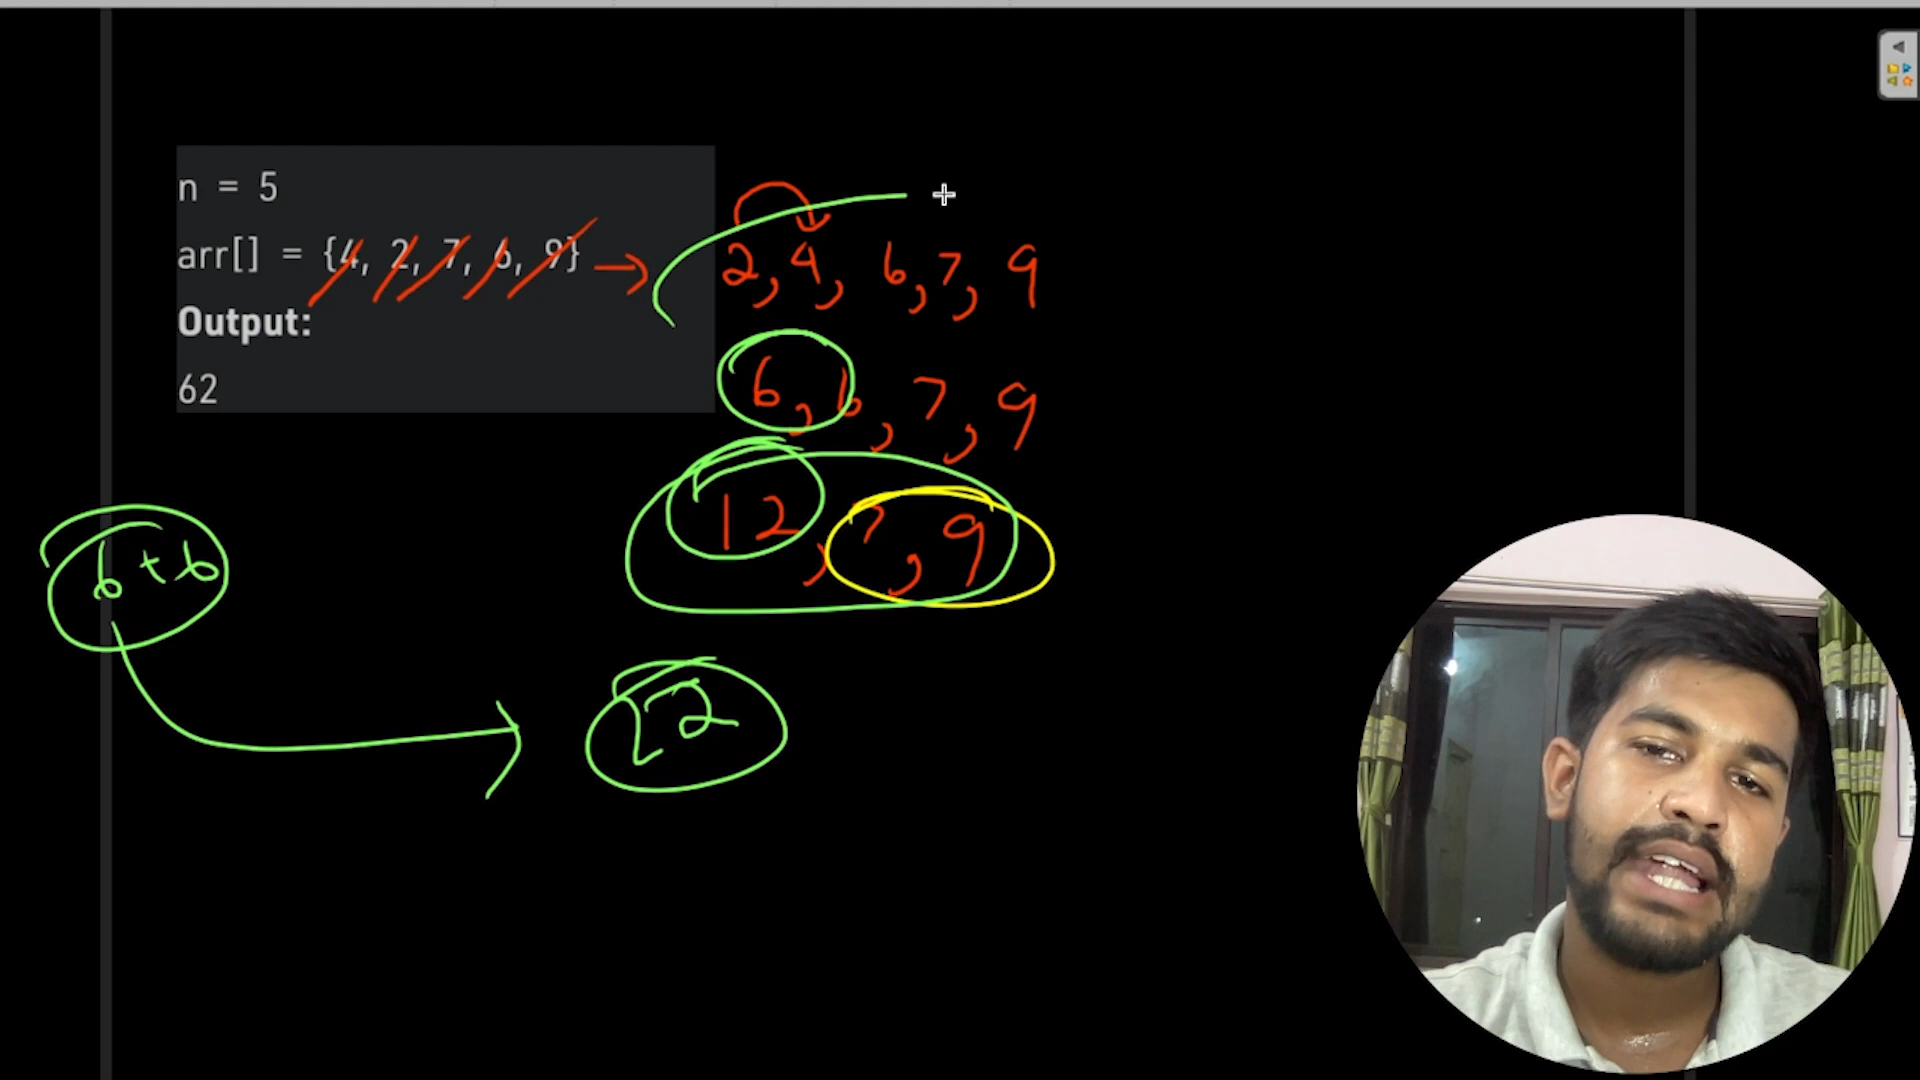 n = 5
arr[] = {4, 2, 7, 6, 9}
Output:
62
2, 4, 6, 7, 9
6, 6, 7, 9
12, 7, 9
6+6
12